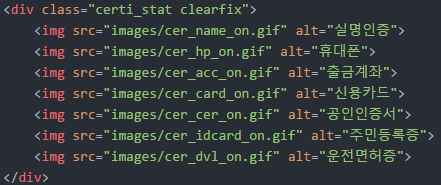 <div class="certi_stat clearfix">
<img src="images/cer_name_on.gif" alt="실명인증">
<img src="images/cer_hp_on.gif" alt="휴대폰">
<img src="images/cer_acc_on.gif" alt="출금계좌">
<img src="images/cer_card_on.gif" alt="신용카드">
<img src="images/cer_cer_on.gif" alt="공인인증서">
<img src="images/cer_idcard_on.gif" alt="주민등록증">
<img src="images/cer_dvl_on.gif" alt="운전면허증">
</div>